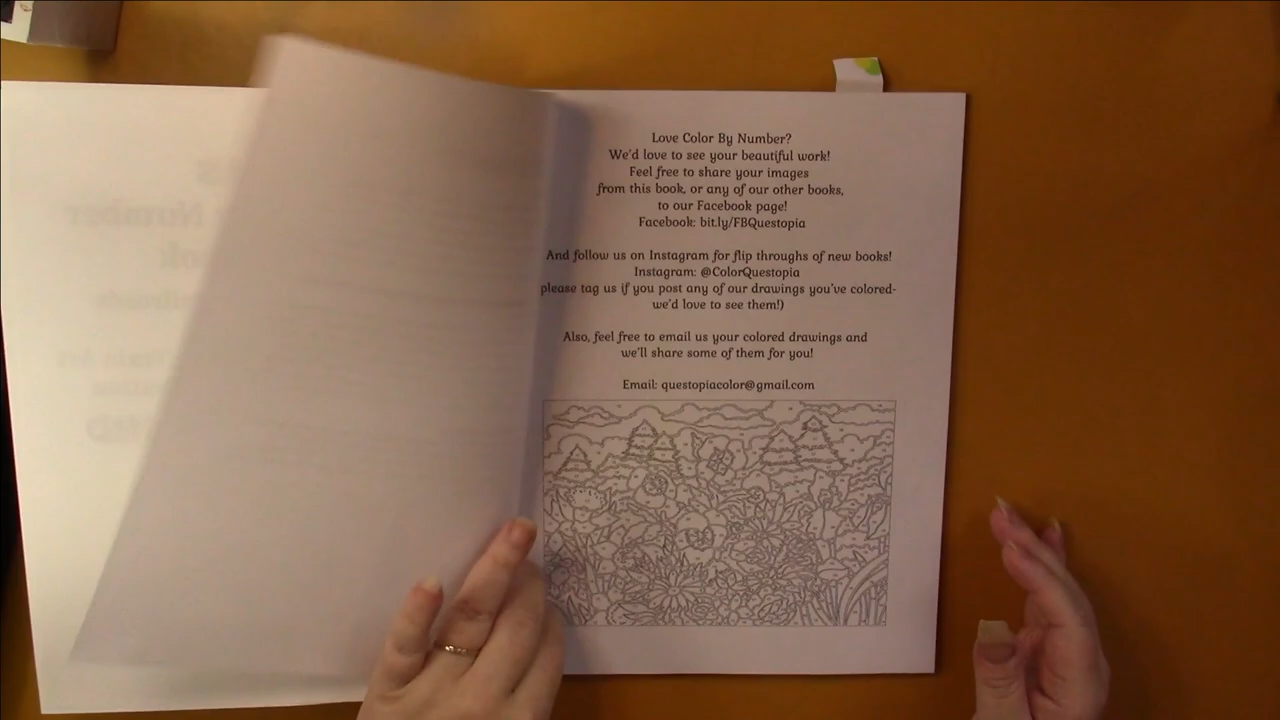 Love Color By Number?
We'd love to see your beautiful work!
Feel free to share your images
from this book, or any of our other books,
to our Facebook page!
Facebook: bit.ly/FBQuestopia
And follow us on Instagram for flip throughs of new books!
Instagram: @ColorQuestopia
please tag us if you post any of our drawings you've colored-
we'd love to see them!)
Also, feel free to email us your colored drawings and
we'll share some of them for you!
Email: questopiacolor@gmail.com
Number